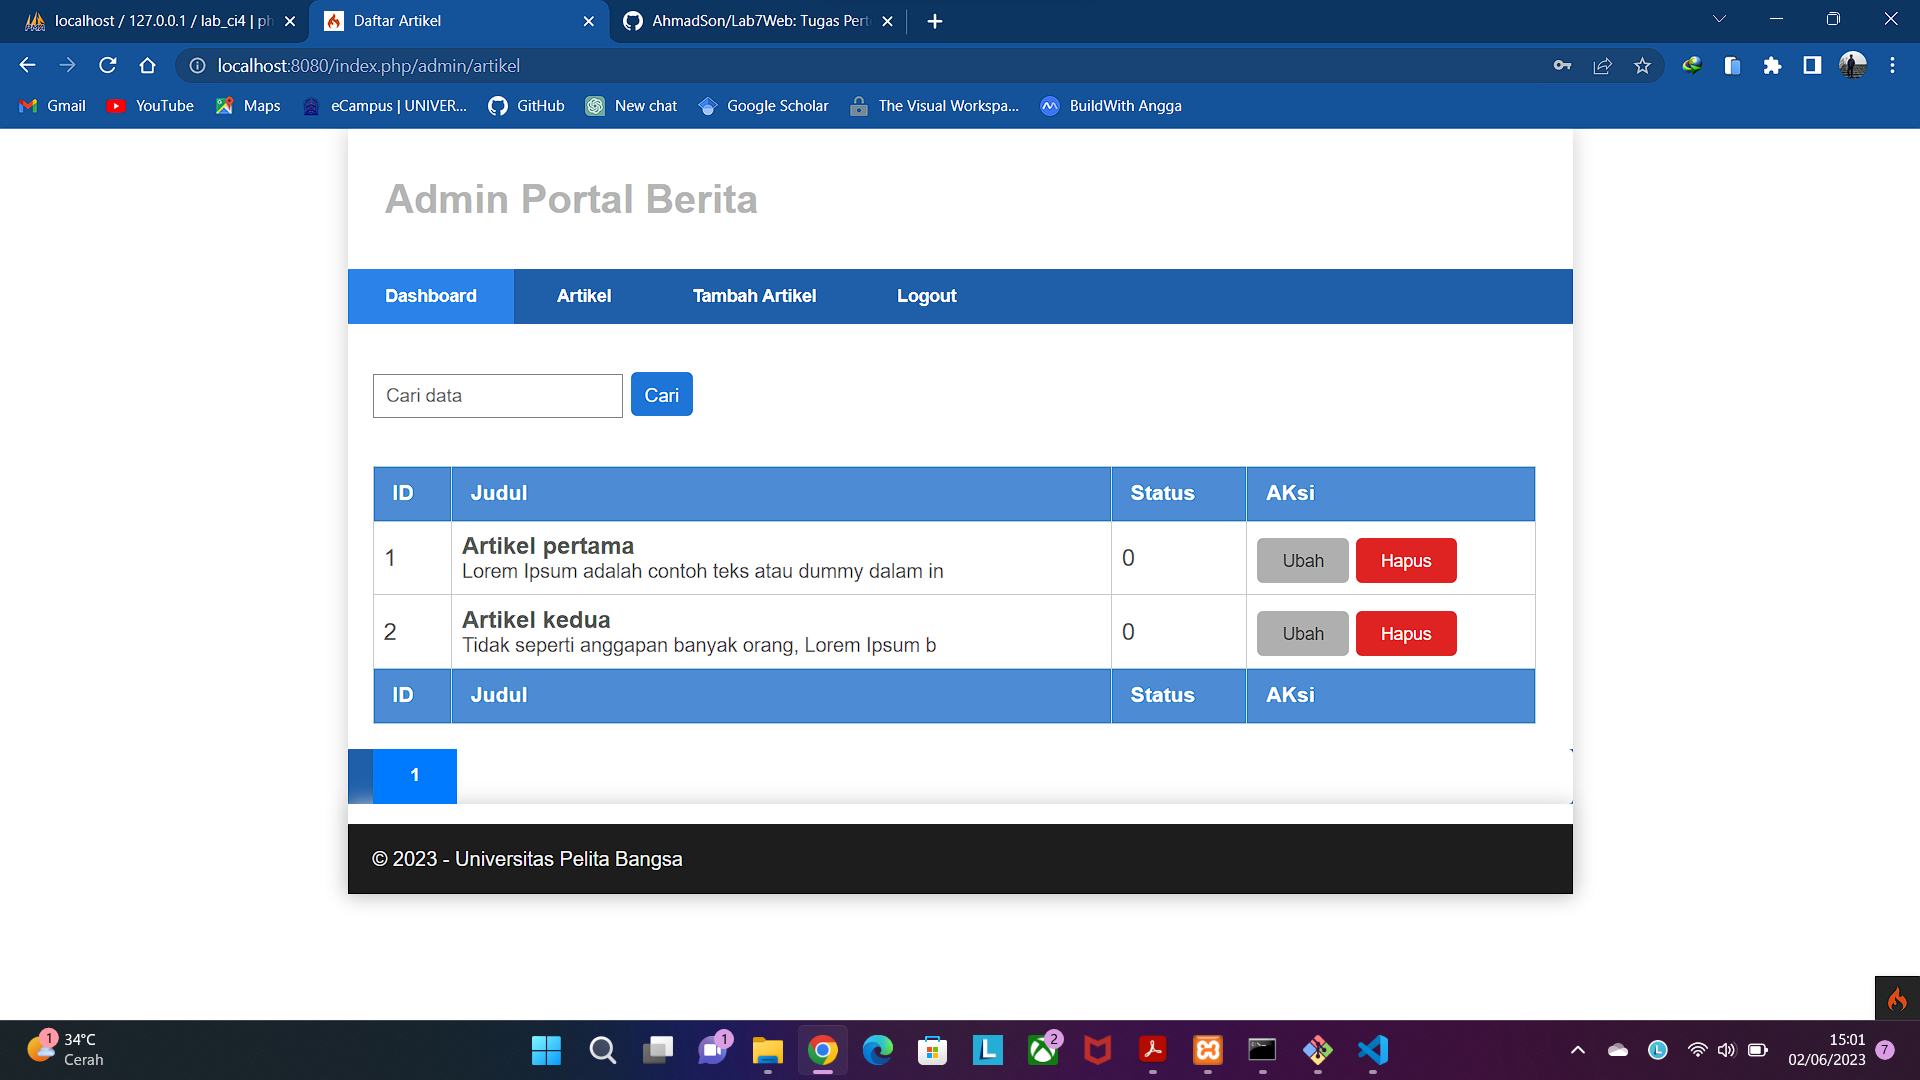 localhost / 127.0.0.1 / lab_ci4 | ph
Daftar Artikel
AhmadSon/Lab7Web: Tugas Pert
localhost:8080/index.php/admin/artikel
Gmail
YouTube
Maps
eCampus | UNIVER...
GitHub
New chat
Google Scholar
The Visual Workspa...
BuildWith Angga
Admin Portal Berita
Dashboard
Artikel
Tambah Artikel
Logout
Cari data
Cari
ID Judul Status AKsi
1 Artikel pertama 0 Ubah Hapus
Lorem Ipsum adalah contoh teks atau dummy dalam in
2 Artikel kedua 0 Ubah Hapus
Tidak seperti anggapan banyak orang, Lorem Ipsum b
ID Judul Status AKsi
1
© 2023 - Universitas Pelita Bangsa
1
34°C
Cerah
1
2
15:01
02/06/2023
7